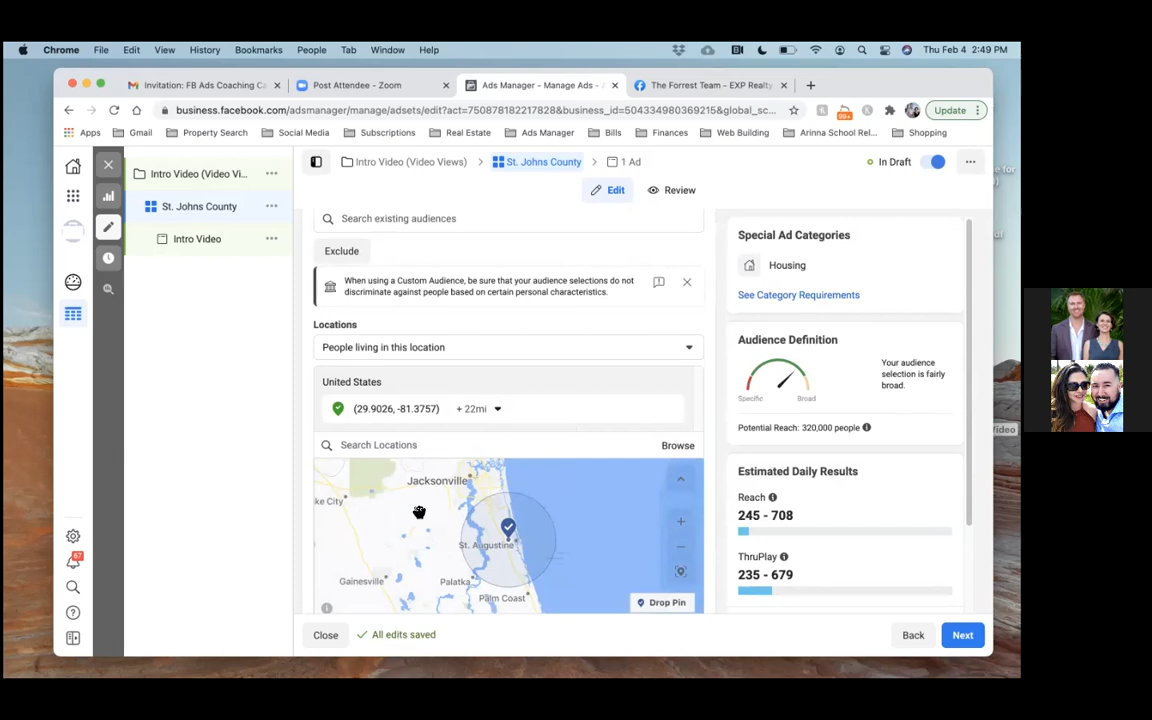 Chrome File Edit View History Bookmarks People Tab Window Help Thu Feb 4 2:49 PM
Invitation: FB Ads Coaching Ca Post Attendee - Zoom Ads Manager - Manage Ads - The Forrest Team - EXP Realty
business.facebook.com/adsmanager/manage/adsets/edit?act=750878182217828&business_id=504334980369215&global_sc... 99+ Update
Apps Gmail Property Search Social Media Subscriptions Real Estate Ads Manager Bills Finances Web Building Arinna School Rel... Shopping
Intro Video (Video Vi...
St. Johns County
Intro Video
67
Intro Video (Video Views) St. Johns County 1 Ad In Draft
Edit Review
Search existing audiences
Exclude
When using a Custom Audience, be sure that your audience selections do not
discriminate against people based on certain personal characteristics.
Locations
People living in this location
United States
(29.9026, -81.3757) + 22mi
Search Locations Browse
Jacksonville
ke City
St. Augustine
Gainesville
Palatka
Palm Coast
Drop Pin
Close All edits saved Back Next
Special Ad Categories
Housing
See Category Requirements
Audience Definition
Specific Broad
Your audience
selection is fairly
broad.
Potential Reach: 320,000 people
Estimated Daily Results
Reach
245 - 708
ThruPlay
235 - 679